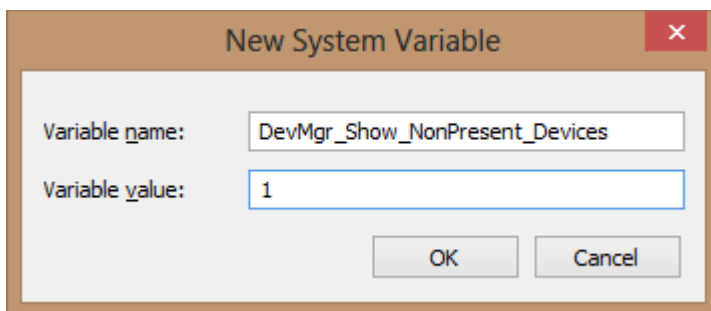 New System Variable
Variable name: DevMgr_Show_NonPresent_Devices
Variable value: 1
OK Cancel